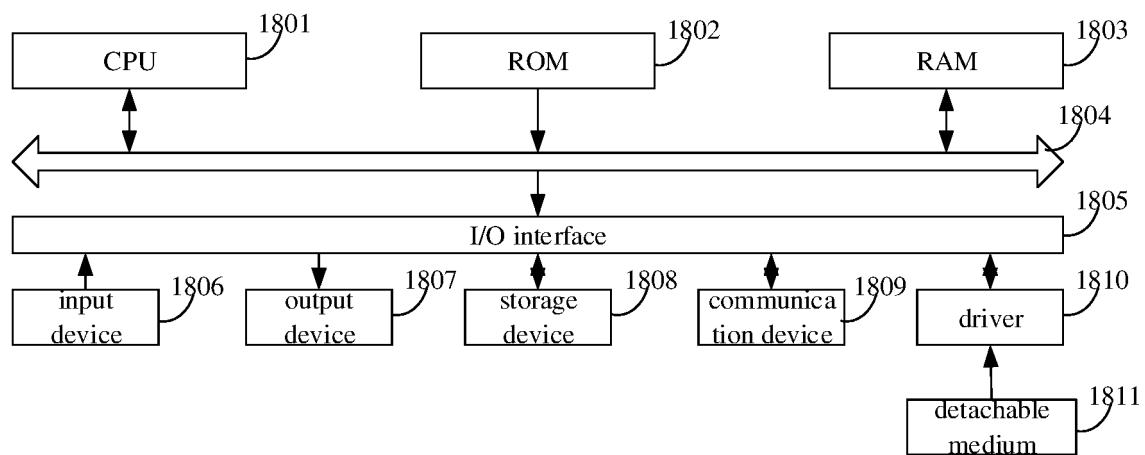 1801
1802
1803
CPU
ROM
RAM
1804
1805
I/O interface
1806
1807
1808
1809
1810
input
device
output
device
storage
device
communica
tion device
driver
1811
detachable
medium